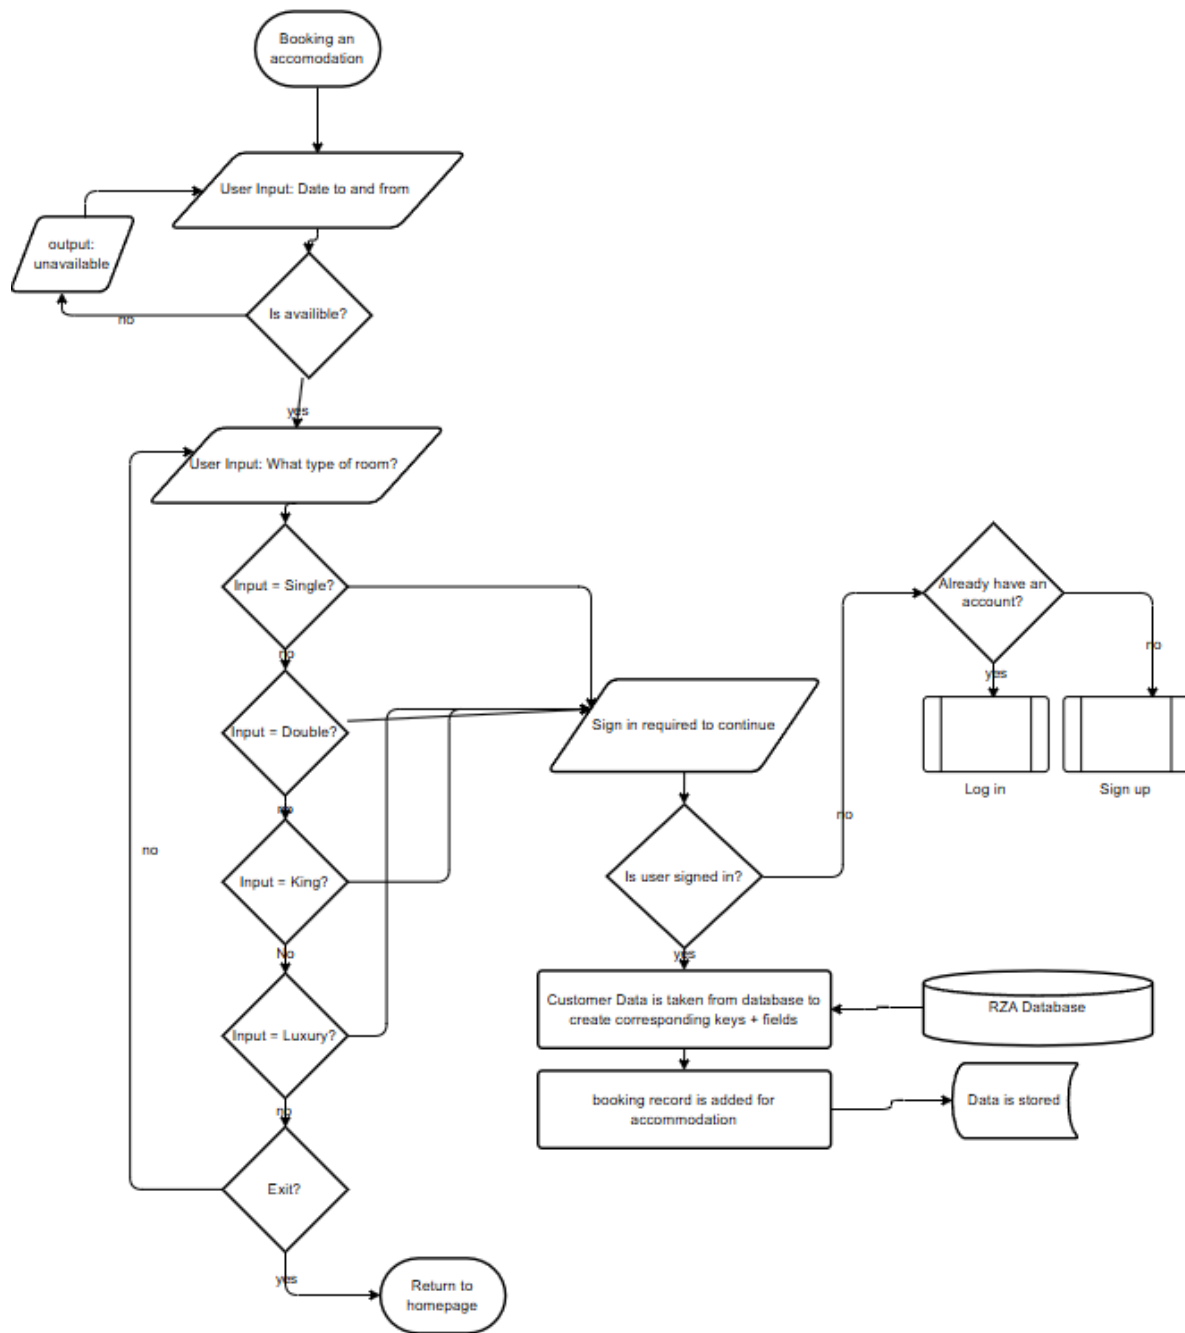 Booking an
accomodation
User Input: Date to and from
output:
unavailable
Is availible?
no
yes
User Input: What type of room?
Input = Single?
no
Input = Double?
no
Input = King?
No
Input = Luxury?
no
Exit?
no
yes
Return to
homepage
Sign in required to continue
Is user signed in?
no
yes
Already have an
account?
yes
no
Log in
Sign up
Customer Data is taken from database to
create corresponding keys + fields
RZA Database
booking record is added for
accommodation
Data is stored